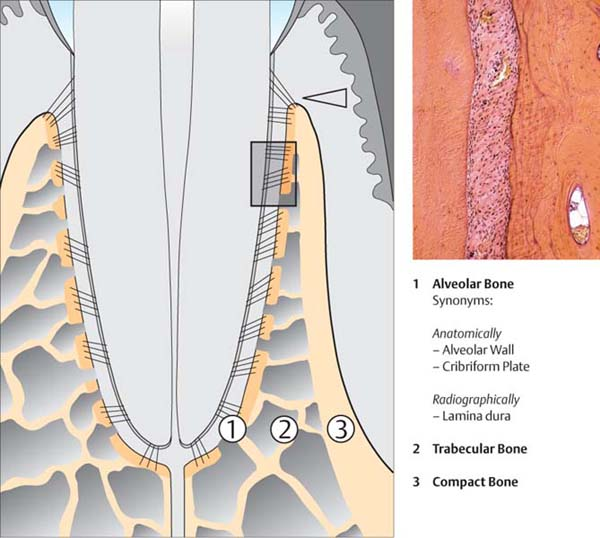 1
2
3
1 Alveolar Bone
Synonyms:
Anatomically
– Alveolar Wall
– Cribriform Plate
Radiographically
– Lamina dura
2 Trabecular Bone
3 Compact Bone